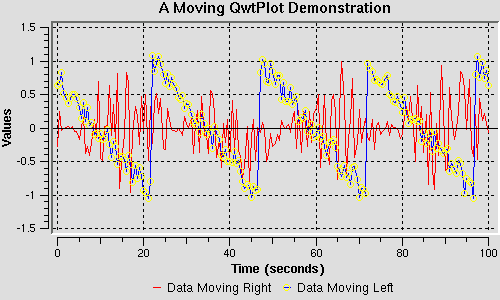 A Moving QwtPlot Demonstration
1.5
1
0.5
0
-0.5
-1
-1.5
Values
0 20 40 60 80 100
Time (seconds)
Data Moving Right Data Moving Left